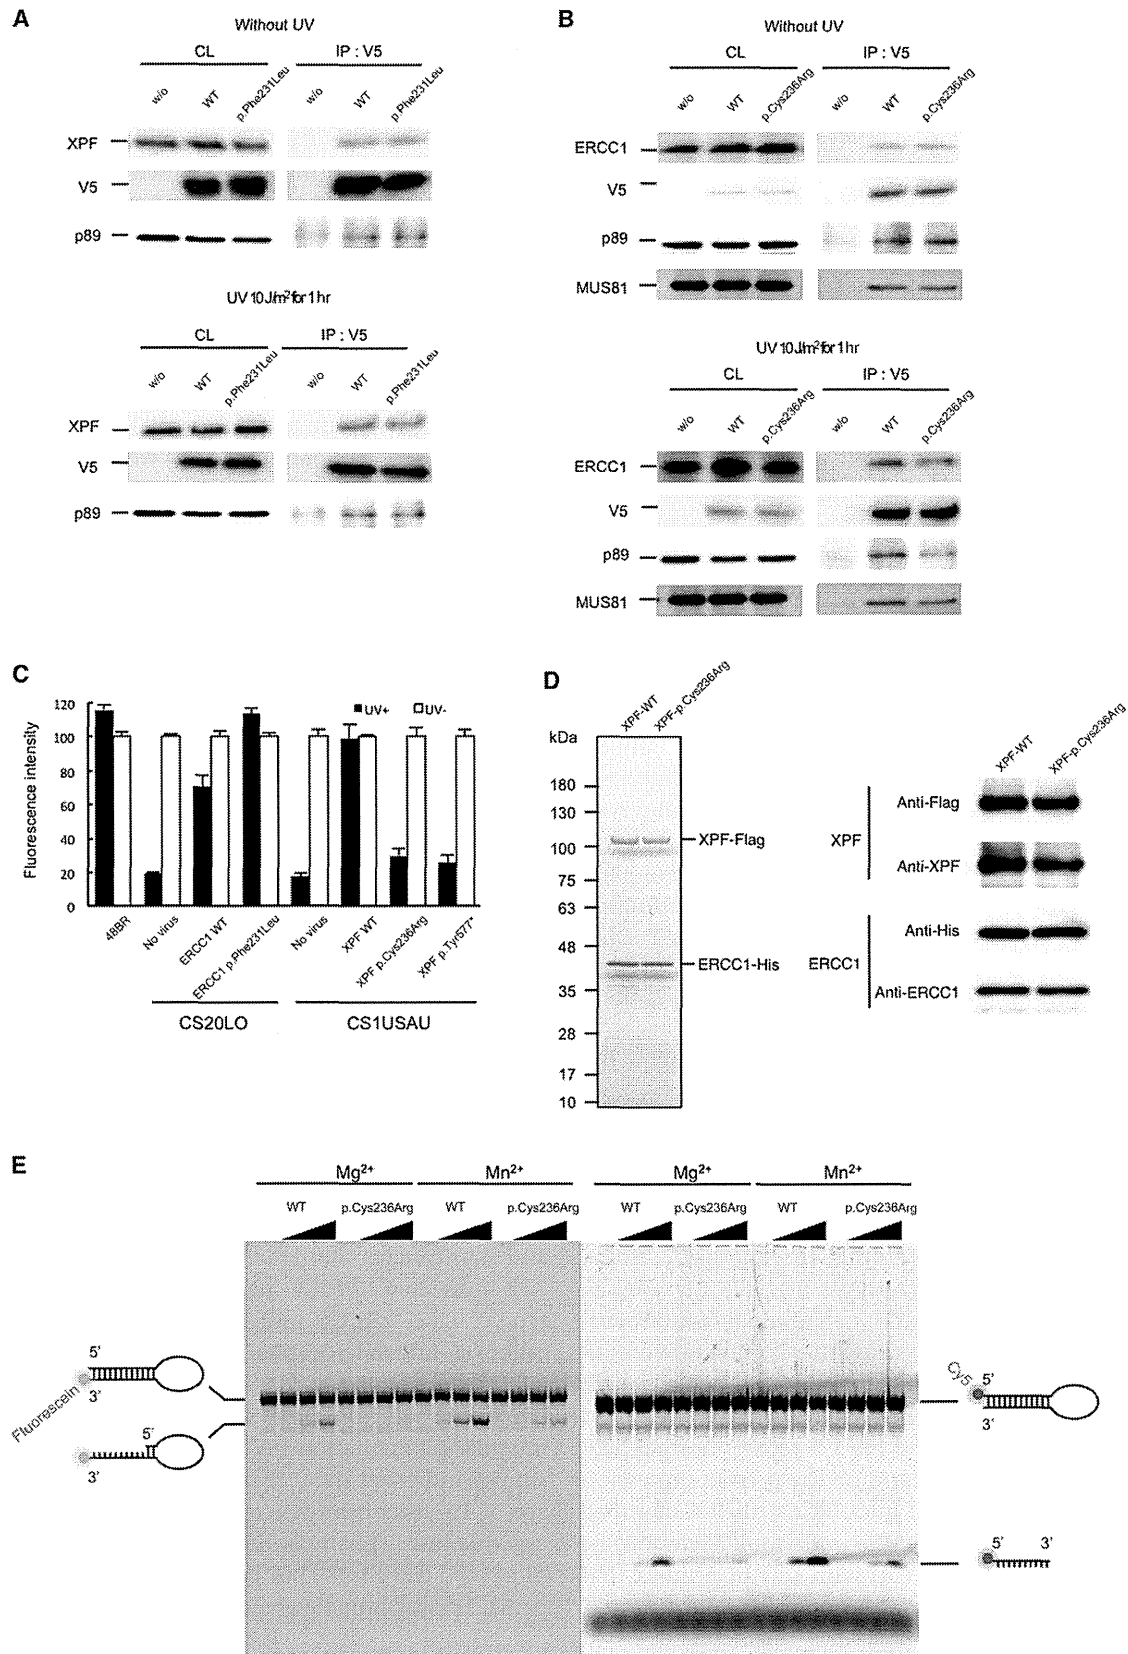 A
Without UV
CL
IP : V5
w/o
WT
p.Phe231Leu
w/o
WT
p.Phe231Leu
XPF
V5
p89
UV 10J/m² for 1 hr
CL
IP : V5
w/o
WT
p.Phe231Leu
w/o
WT
p.Phe231Leu
XPF
V5
p89
B
Without UV
CL
IP : V5
w/o
WT
p.Cys236Arg
w/o
WT
p.Cys236Arg
ERCC1
V5
p89
MUS81
UV 10J/m² for 1 hr
CL
IP : V5
w/o
WT
p.Cys236Arg
w/o
WT
p.Cys236Arg
ERCC1
V5
p89
MUS81
C
Fluorescence intensity
120
100
80
60
40
20
0
UV+
UV-
48BR
No virus
ERCC1 WT
ERCC1 p.Phe231Leu
No virus
XPF WT
XPF p.Cys236Arg
XPF p.Tyr577*
CS20LO
CS1USAU
D
XPF-WT
XPF-p.Cys236Arg
kDa
180
130
100
75
63
48
35
28
17
10
XPF-Flag
ERCC1-His
XPF-WT
XPF-p.Cys236Arg
XPF
Anti-Flag
Anti-XPF
ERCC1
Anti-His
Anti-ERCC1
E
Mg²⁺
Mn²⁺
Mg²⁺
Mn²⁺
WT
p.Cys236Arg
WT
p.Cys236Arg
WT
p.Cys236Arg
WT
p.Cys236Arg
5'
3'
Fluorescein
5'
3'
Cy5
5'
3'
5'
3'